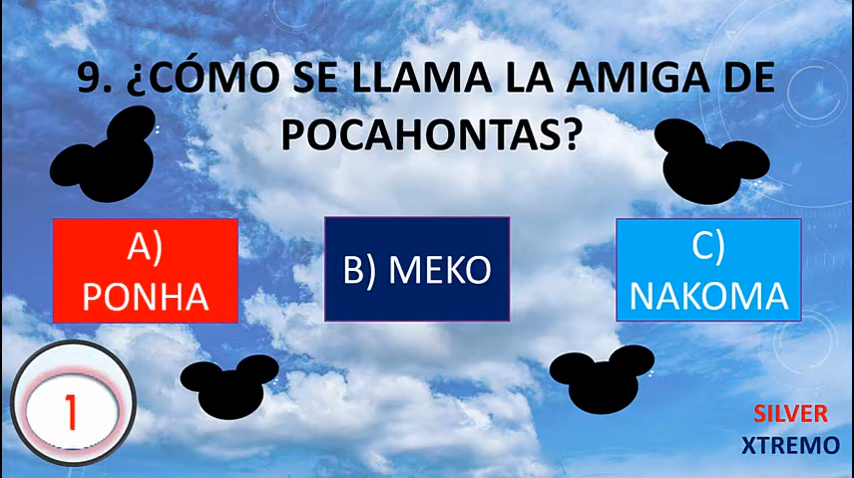 9. ¿CÓMO SE LLAMA LA AMIGA DE
POCAHONTAS?
A)
PONHA
B) MEKO
C)
NAKOMA
1
SILVER
XTREMO